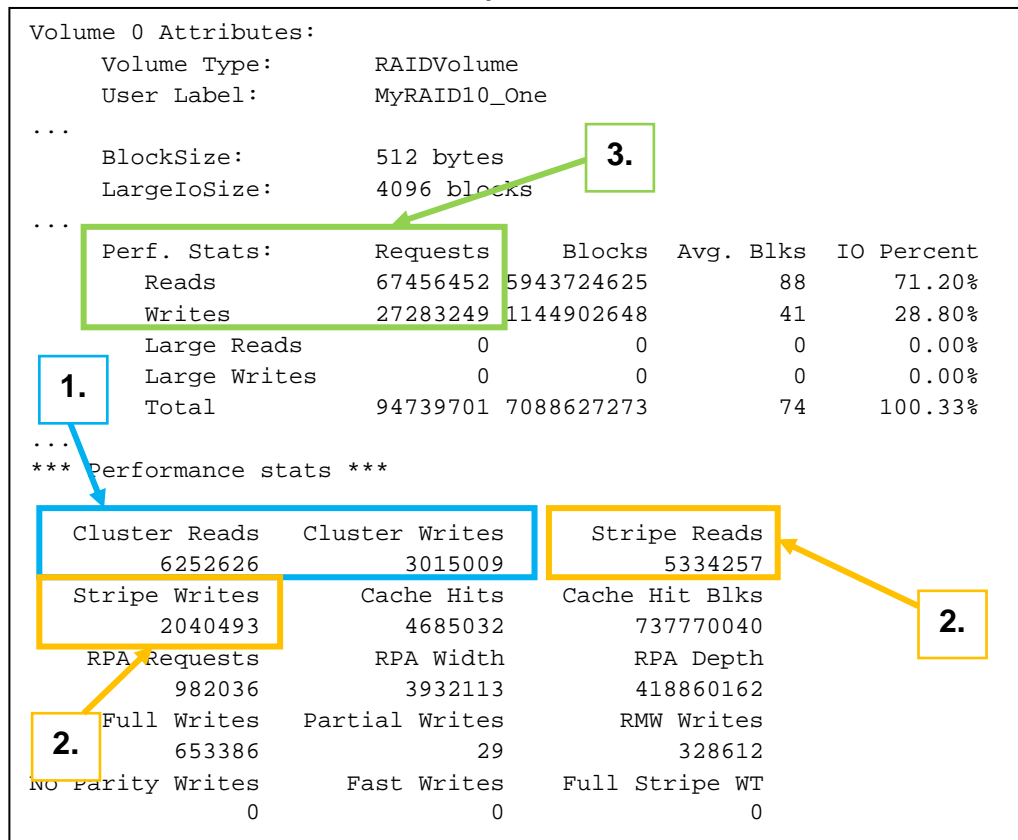 Volume 0 Attributes:
Volume Type: RAIDVolume
User Label: MyRAID10_One
...
3.
BlockSize: 512 bytes
LargeIoSize: 4096 blocks
...
Perf. Stats: Requests Blocks Avg. Blks IO Percent
Reads 67456452 5943724625 88 71.20%
Writes 27283249 1144902648 41 28.80%
Large Reads 0 0 0 0.00%
1.
Large Writes 0 0 0 0.00%
Total 94739701 7088627273 74 100.33%
...
*** Performance stats ***
Cluster Reads Cluster Writes Stripe Reads
6252626 3015009 5334257
Stripe Writes Cache Hits Cache Hit Blks
2040493 4685032 737770040
2.
RPA Requests RPA Width RPA Depth
982036 3932113 418860162
Full Writes Partial Writes RMW Writes
2.
653386 29 328612
No Parity Writes Fast Writes Full Stripe WT
0 0 0